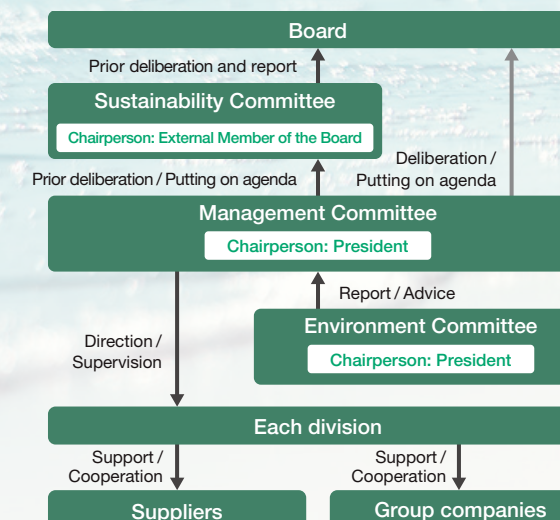 Board
Prior deliberation and report
Sustainability Committee
Chairperson: External Member of the Board
Deliberation /
Putting on agenda
Prior deliberation / Putting on agenda
Management Committee
Chairperson: President
Report / Advice
Environment Committee
Chairperson: President
Direction /
Supervision
Each division
Support /
Cooperation
Support /
Cooperation
Suppliers
Group companies